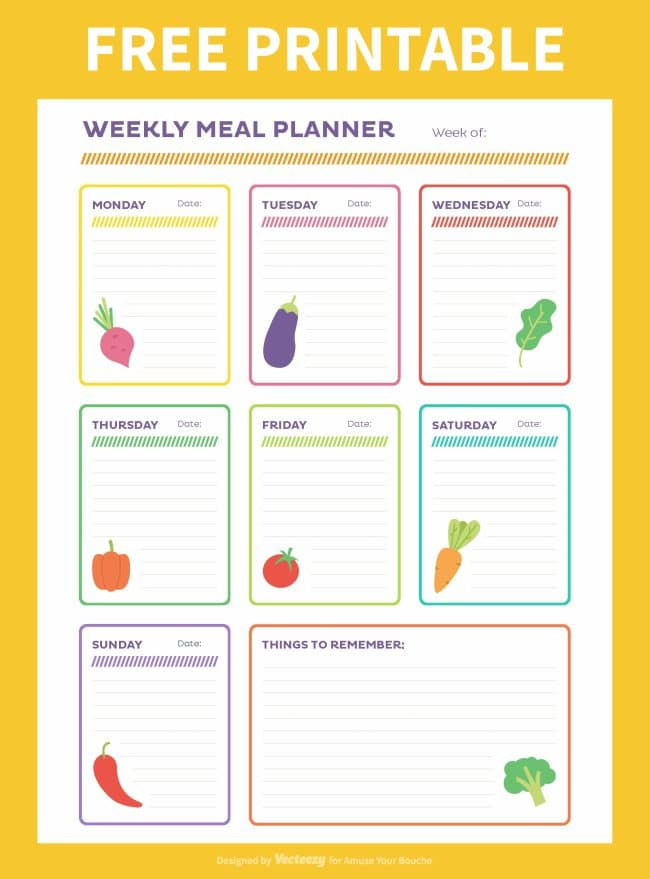 FREE PRINTABLE
WEEKLY MEAL PLANNER Week of:
MONDAY Date:
TUESDAY Date:
WEDNESDAY Date:
THURSDAY Date:
FRIDAY Date:
SATURDAY Date:
SUNDAY Date:
THINGS TO REMEMBER:
Designed by Vecteezy for Amuse Your Bouche